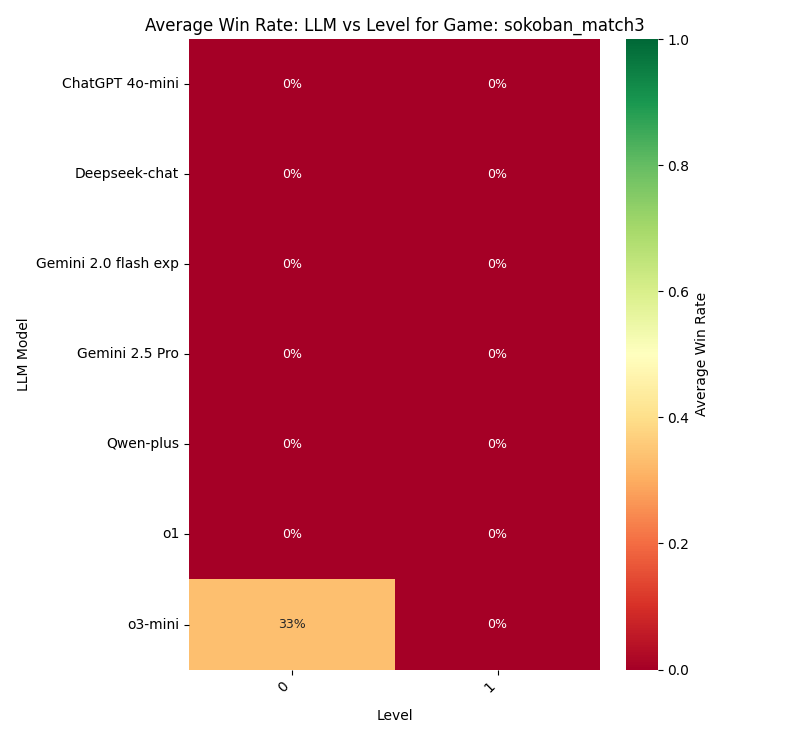 Average Win Rate: LLM vs Level for Game: sokoban_match3
LLM Model
ChatGPT 4o-mini 0% 0%
Deepseek-chat 0% 0%
Gemini 2.0 flash exp 0% 0%
Gemini 2.5 Pro 0% 0%
Qwen-plus 0% 0%
o1 0% 0%
o3-mini 33% 0%
0 1
Level
1.0
0.8
0.6
0.4
0.2
0.0
Average Win Rate